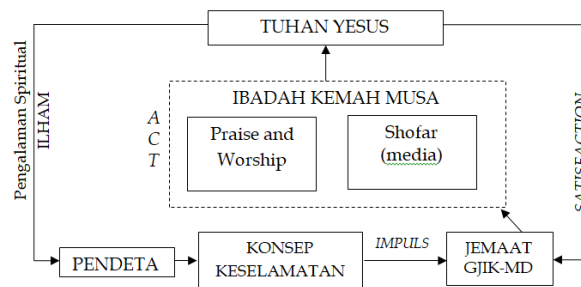 TUHAN YESUS
Pengalaman Spiritual
ILHAM
A
C
T
IBADAH KEMAH MUSA
Praise and
Worship
Shofar
(media)
SATISFACTION
PENDETA
KONSEP
KESELAMATAN
IMPULS
JEMAAT
GJIK-MD